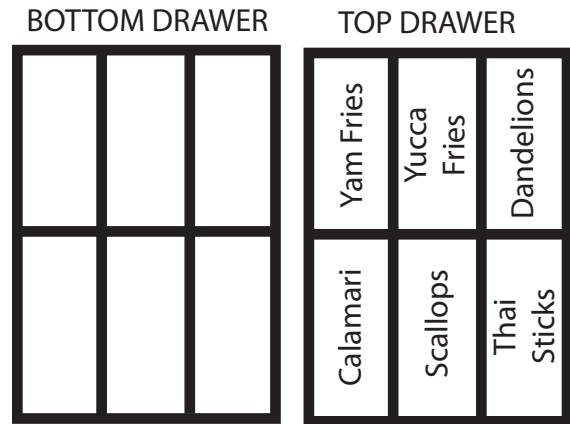 BOTTOM DRAWER
TOP DRAWER
Yam Fries
Yucca
Fries
Dandelions
Calamari
Scallops
Thai
Sticks